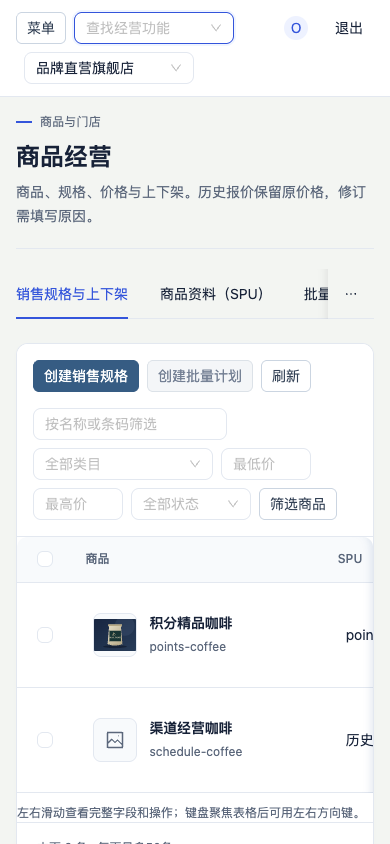 菜单
查找经营功能
O
退出
品牌直营旗舰店
商品与门店
商品经营
商品、规格、价格与上下架。历史报价保留原价格，修订
需填写原因。
销售规格与上下架
商品资料（SPU）
批量
···
创建销售规格
创建批量计划
刷新
按名称或条码筛选
全部类目
最低价
最高价
全部状态
筛选商品
商品
SPU
积分精品咖啡
points-coffee
poin
渠道经营咖啡
schedule-coffee
历史
左右滑动查看完整字段和操作；键盘聚焦表格后可用左右方向键。